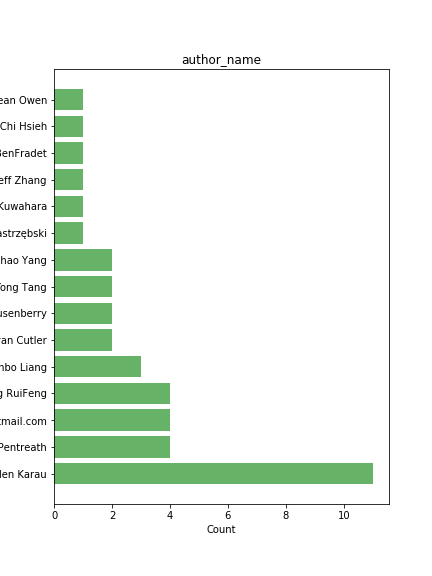 author_name
ean Owen
Chi Hsieh
BenFradet
eff Zhang
Kuwahara
astrzębski
hao Yang
ong Tang
usenberry
an Cutler
nbo Liang
g RuiFeng
tmail.com
Pentreath
den Karau
0 2 4 6 8 10
Count